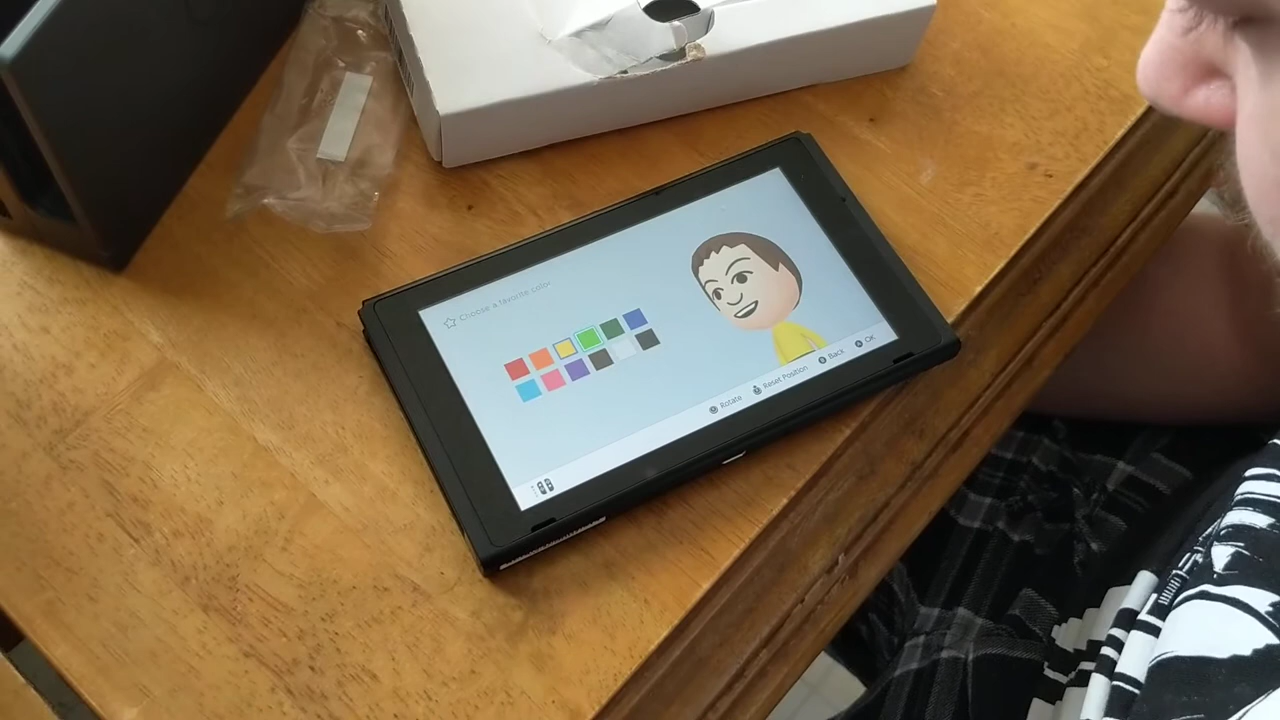 Choose a favorite color
Rotate
Reset Position
Back
OK